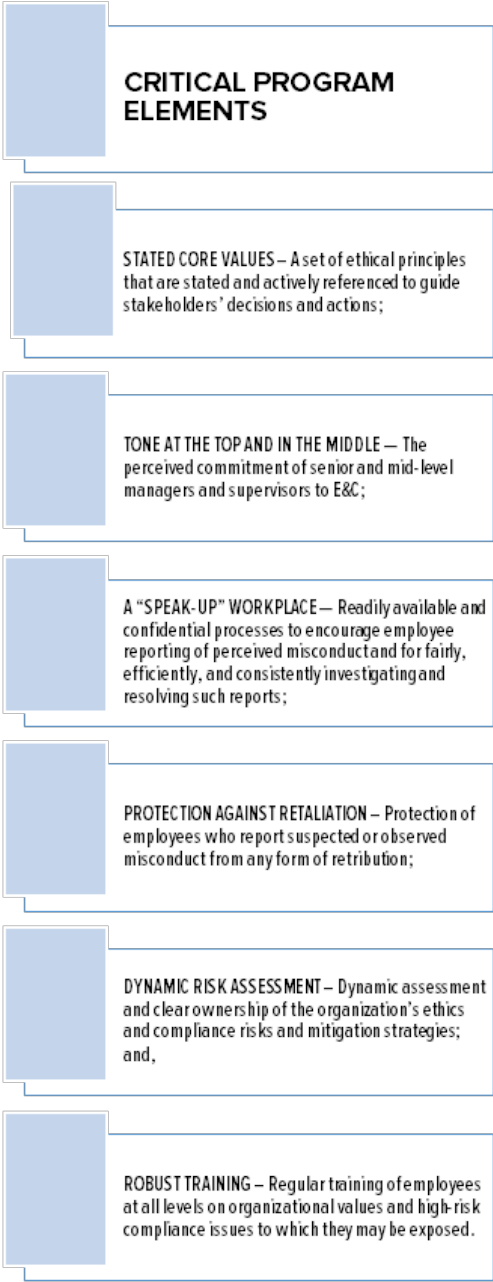 CRITICAL PROGRAM
ELEMENTS
STATED CORE VALUES – A set of ethical principles
that are stated and actively referenced to guide
stakeholders’ decisions and actions;
TONE AT THE TOP AND IN THE MIDDLE — The
perceived commitment of senior and mid-level
managers and supervisors to E&C;
A “SPEAK-UP” WORKPLACE — Readily available and
confidential processes to encourage employee
reporting of perceived misconduct and for fairly,
efficiently, and consistently investigating and
resolving such reports;
PROTECTION AGAINST RETALIATION – Protection of
employees who report suspected or observed
misconduct from any form of retribution;
DYNAMIC RISK ASSESSMENT – Dynamic assessment
and clear ownership of the organization’s ethics
and compliance risks and mitigation strategies;
and,
ROBUST TRAINING – Regular training of employees
at all levels on organizational values and high-risk
compliance issues to which they may be exposed.